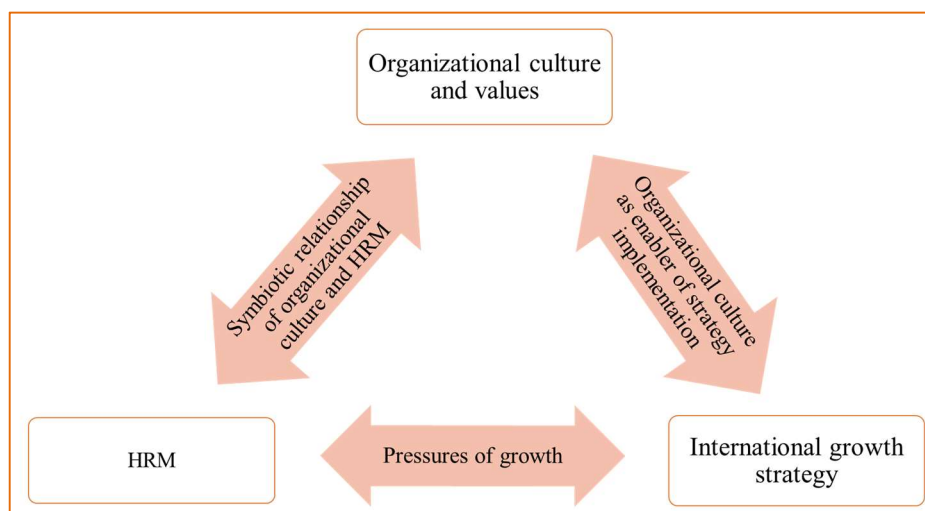 Organizational culture
and values
Symbiotic relationship
of organizational
culture and HRM
Organizational culture
as enabler of strategy
implementation
HRM
Pressures of growth
International growth
strategy